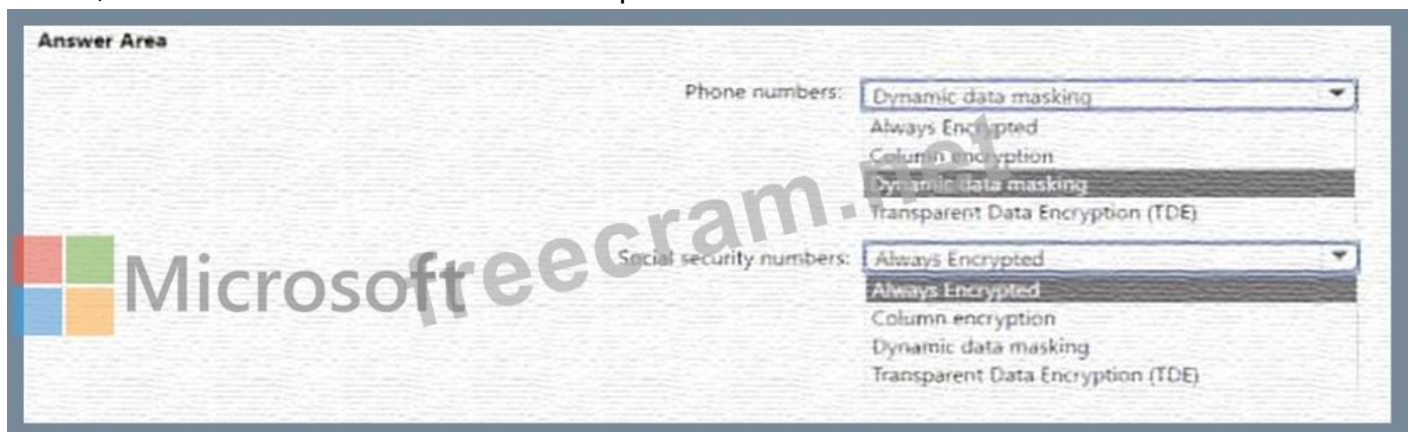 Answer Area
Phone numbers: Dynamic data masking
Always Encrypted
Column encryption
Dynamic data masking
Transparent Data Encryption (TDE)
Social security numbers: Always Encrypted
Always Encrypted
Column encryption
Dynamic data masking
Transparent Data Encryption (TDE)
Microsoft
freecram.net